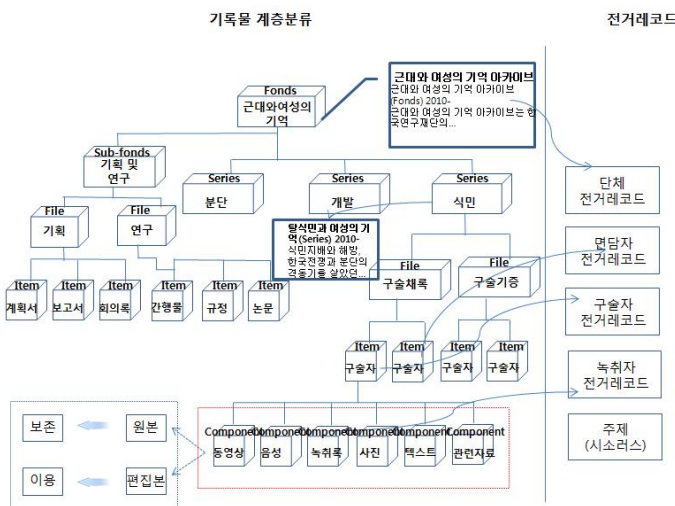 기록물 계층분류
전거레코드
Fonds
근대와여성의
기억
근대와 여성의 기억 아카이브
근대와 여성의 기억 아카이브
(Fonds) 2010-
근대와 여성의 기억 아카이브는 한
국연구재단의...
Sub-fonds
기획 및
연구
Series
분단
Series
개발
Series
식민
단체
전거레코드
File
기획
File
연구
탈식민과 여성의 기
억(Series) 2010-
식민지배와 해방,
한국전쟁과 분단의
격동기를 살았던...
File
구술채록
File
구술기증
면담자
전거레코드
Item
계획서
Item
보고서
Item
회의록
Item
간행물
Item
규정
Item
논문
구술자
전거레코드
Item
구술자
Item
구술자
Item
구술자
Item
구술자
녹취자
전거레코드
Component
동영상
Component
음성
Component
녹취록
Component
사진
Component
텍스트
Component
관련자료
주제
(시소러스)
보존
원본
이용
편집본